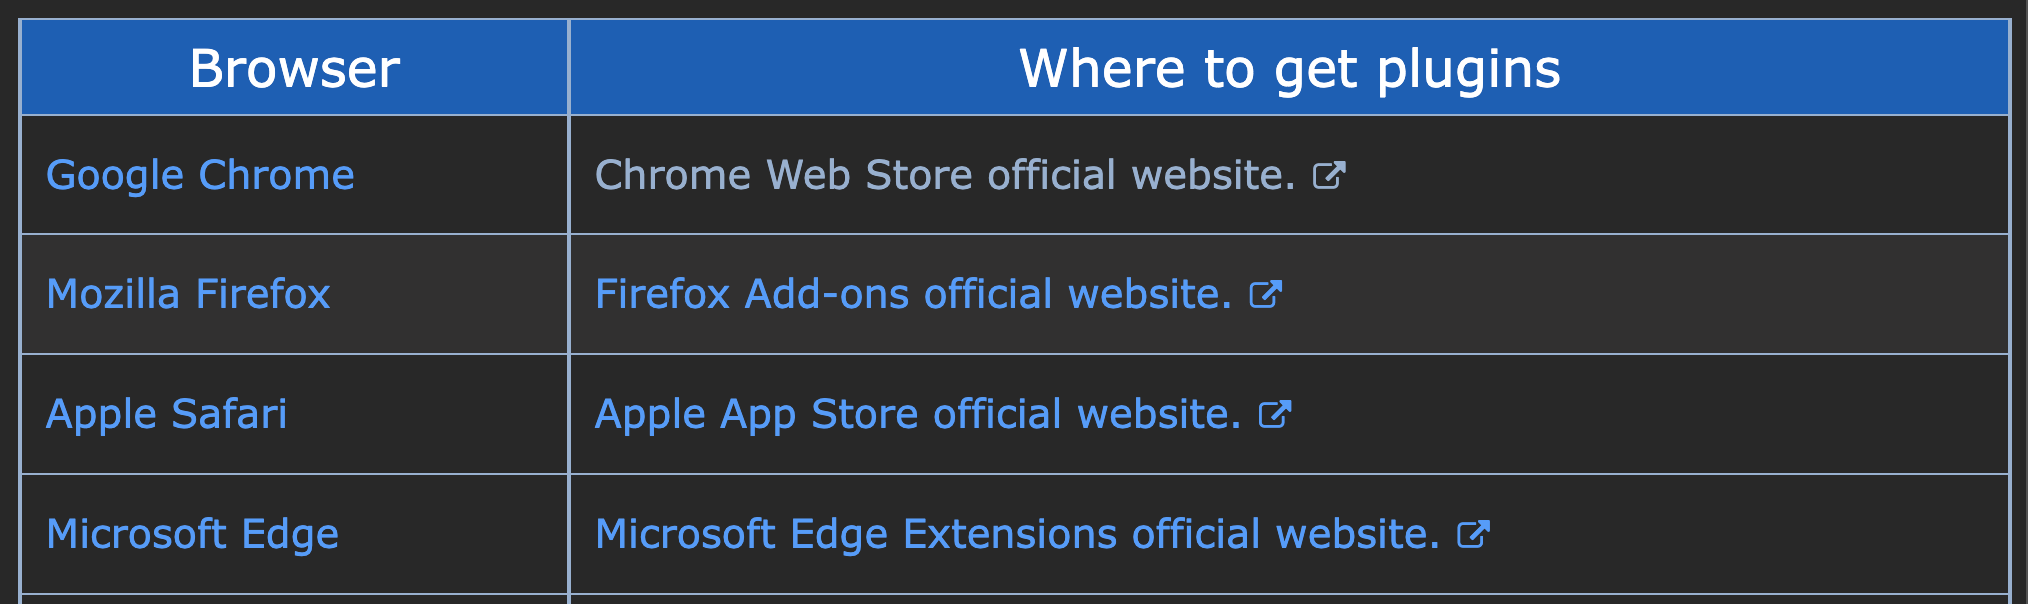 Browser Where to get plugins
Google Chrome Chrome Web Store official website.
Mozilla Firefox Firefox Add-ons official website.
Apple Safari Apple App Store official website.
Microsoft Edge Microsoft Edge Extensions official website.